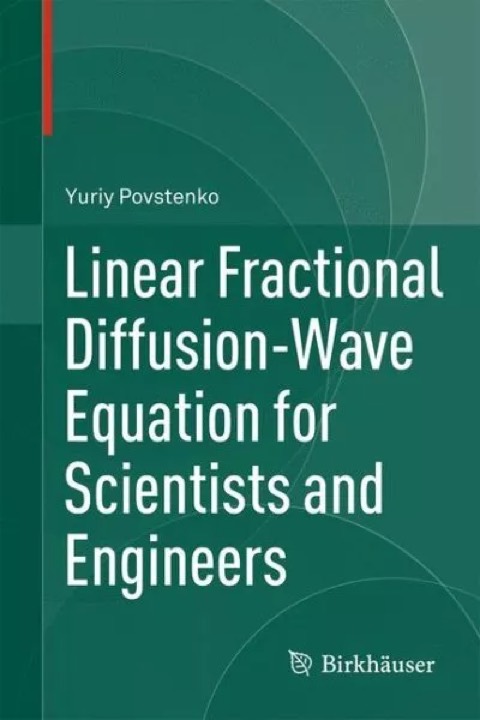 Yuriy Povstenko
Linear Fractional
Diffusion-Wave
Equation for
Scientists and
Engineers
Birkhäuser